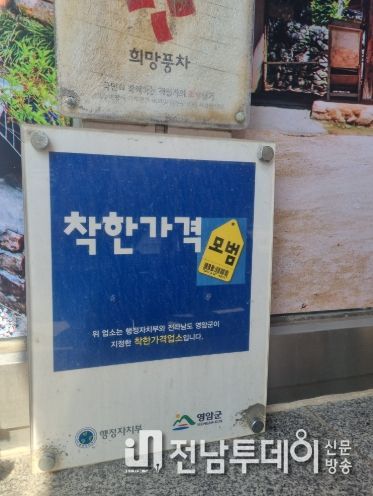 희망풍차
착한가격
모범
위 업소는 행정자치부와 전라남도 영암군이
지정한 착한가격업소입니다.
행정자치부
영암군
전남투데이 신문
방송